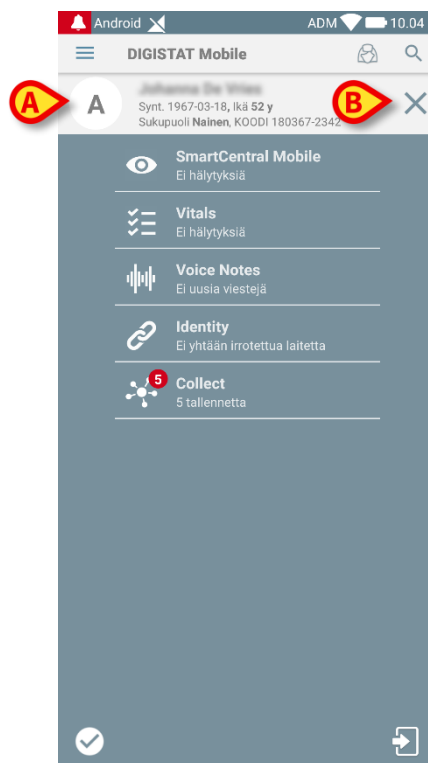 Android ADM 10.04
DIGISTAT Mobile
A
B
A
Synt. 1967-03-18, Ikä 52 y
Sukupuoli Nainen, KOODI 180367-2342
SmartCentral Mobile
Ei hälytyksiä
Vitals
Ei hälytyksiä
Voice Notes
Ei uusia viestejä
Identity
Ei yhtään irrotettua laitetta
5
Collect
5 tallennetta